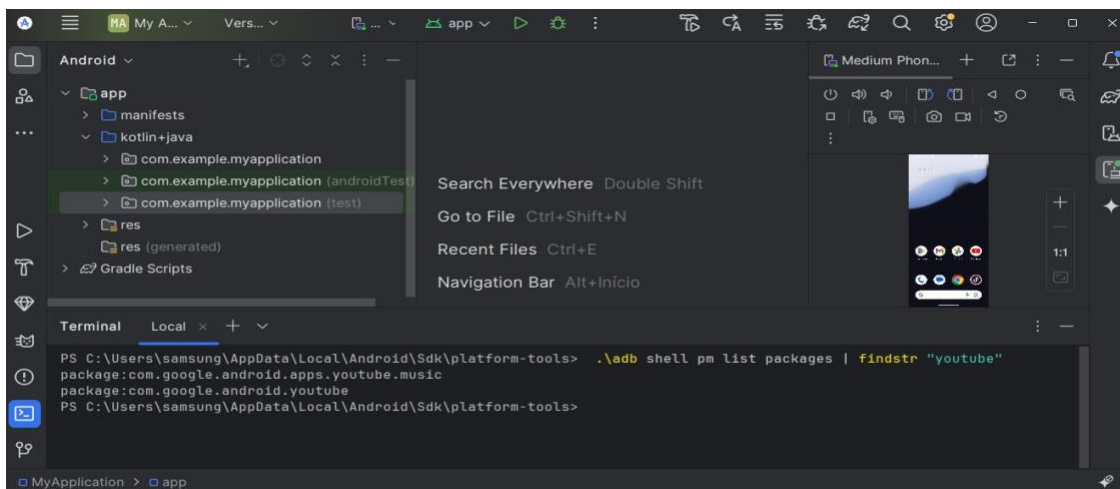 MA My A... Vers... ... app
Android
Medium Phon...
app
manifests
kotlin+java
com.example.myapplication
com.example.myapplication (androidTest)
com.example.myapplication (test)
res
res (generated)
Gradle Scripts
Search Everywhere Double Shift
Go to File Ctrl+Shift+N
Recent Files Ctrl+E
Navigation Bar Alt+Início
1:1
Terminal Local
PS C:\Users\samsung\AppData\Local\Android\Sdk\platform-tools> .\adb shell pm list packages | findstr "youtube"
package:com.google.android.apps.youtube.music
package:com.google.android.youtube
PS C:\Users\samsung\AppData\Local\Android\Sdk\platform-tools>
MyApplication > app